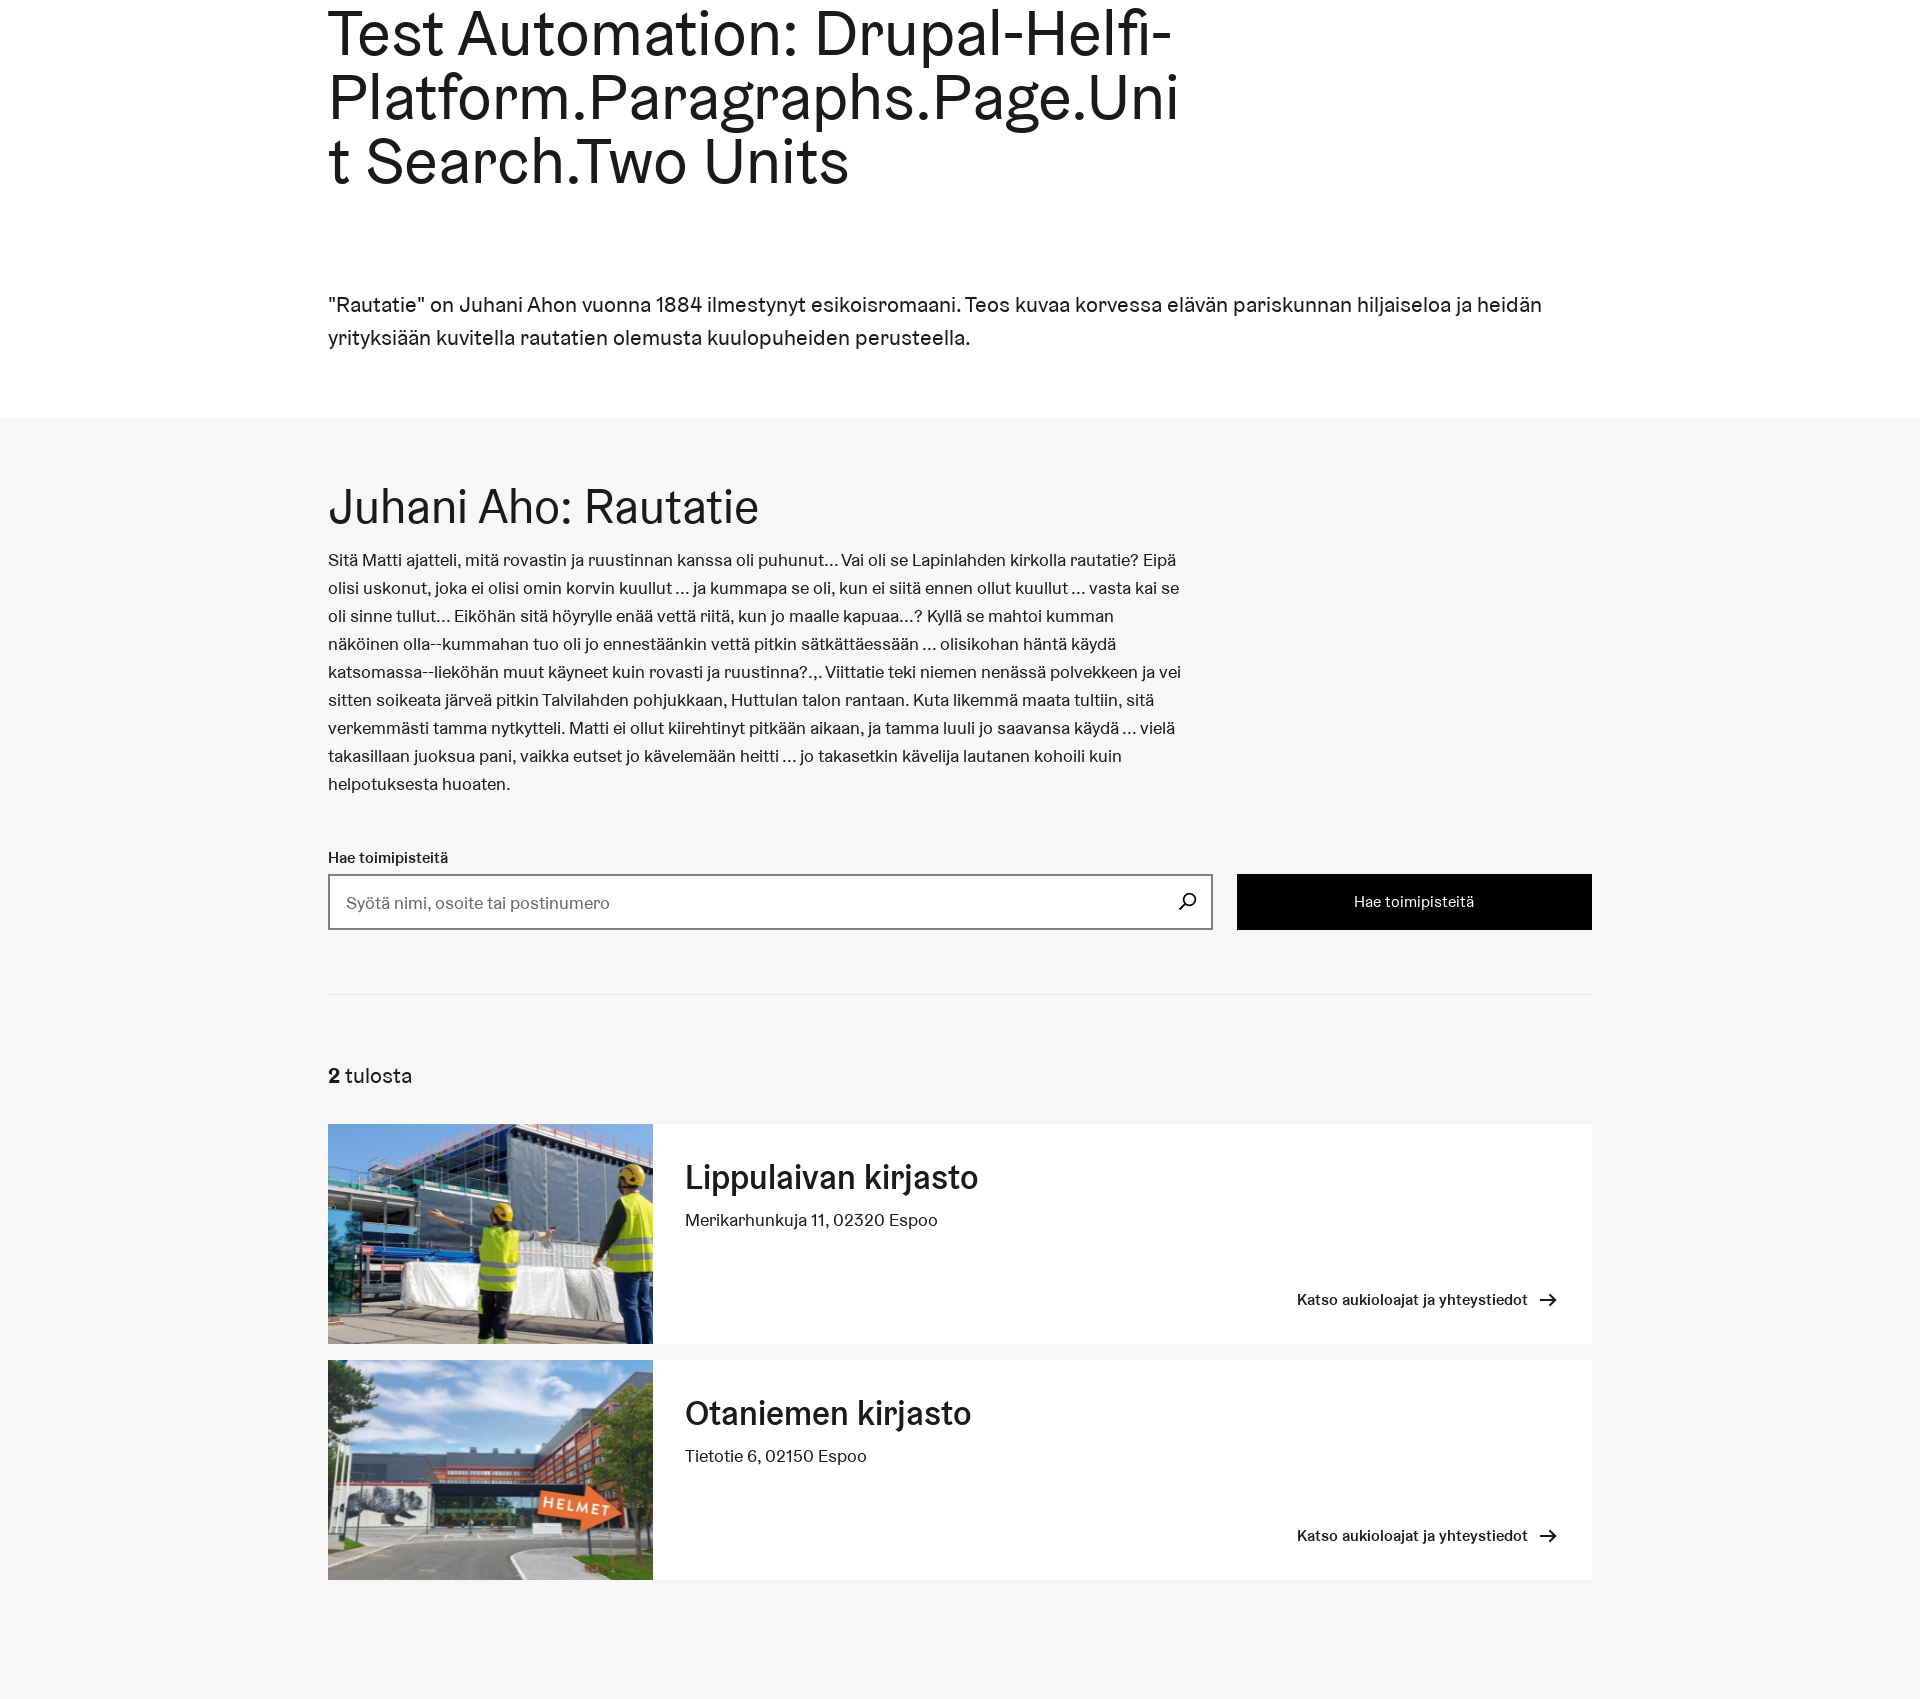 Test Automation: Drupal-Helfi-
Platform.Paragraphs.Page.Uni
t Search.Two Units
"Rautatie" on Juhani Ahon vuonna 1884 ilmestynyt esikoisromaani. Teos kuvaa korvessa elävän pariskunnan hiljaiseloa ja heidän
yrityksiään kuvitella rautatien olemusta kuulopuheiden perusteella.
Juhani Aho: Rautatie
Sitä Matti ajatteli, mitä rovastin ja ruustinnan kanssa oli puhunut... Vai oli se Lapinlahden kirkolla rautatie? Eipä
olisi uskonut, joka ei olisi omin korvin kuullut ... ja kummapa se oli, kun ei siitä ennen ollut kuullut ... vasta kai se
oli sinne tullut... Eiköhän sitä höyrylle enää vettä riitä, kun jo maalle kapuaa...? Kyllä se mahtoi kumman
näköinen olla--kummahan tuo oli jo ennestäänkin vettä pitkin sätkättäessään ... olisikohan häntä käydä
katsomassa--lieköhän muut käyneet kuin rovasti ja ruustinna?.,. Viittatie teki niemen nenässä polvekkeen ja vei
sitten soikeata järveä pitkin Talvilahden pohjukkaan, Huttulan talon rantaan. Kuta likemmä maata tultiin, sitä
verkemmästi tamma nytkytteli. Matti ei ollut kiirehtinyt pitkään aikaan, ja tamma luuli jo saavansa käydä ... vielä
takasillaan juoksua pani, vaikka eutset jo kävelemään heitti ... jo takasetkin kävelija lautanen kohoili kuin
helpotuksesta huoaten.
Hae toimipisteitä
Syötä nimi, osoite tai postinumero
Hae toimipisteitä
2 tulosta
Lippulaivan kirjasto
Merikarhunkuja 11, 02320 Espoo
Katso aukioloajat ja yhteystiedot
Otaniemen kirjasto
Tietotie 6, 02150 Espoo
HELMET
Katso aukioloajat ja yhteystiedot